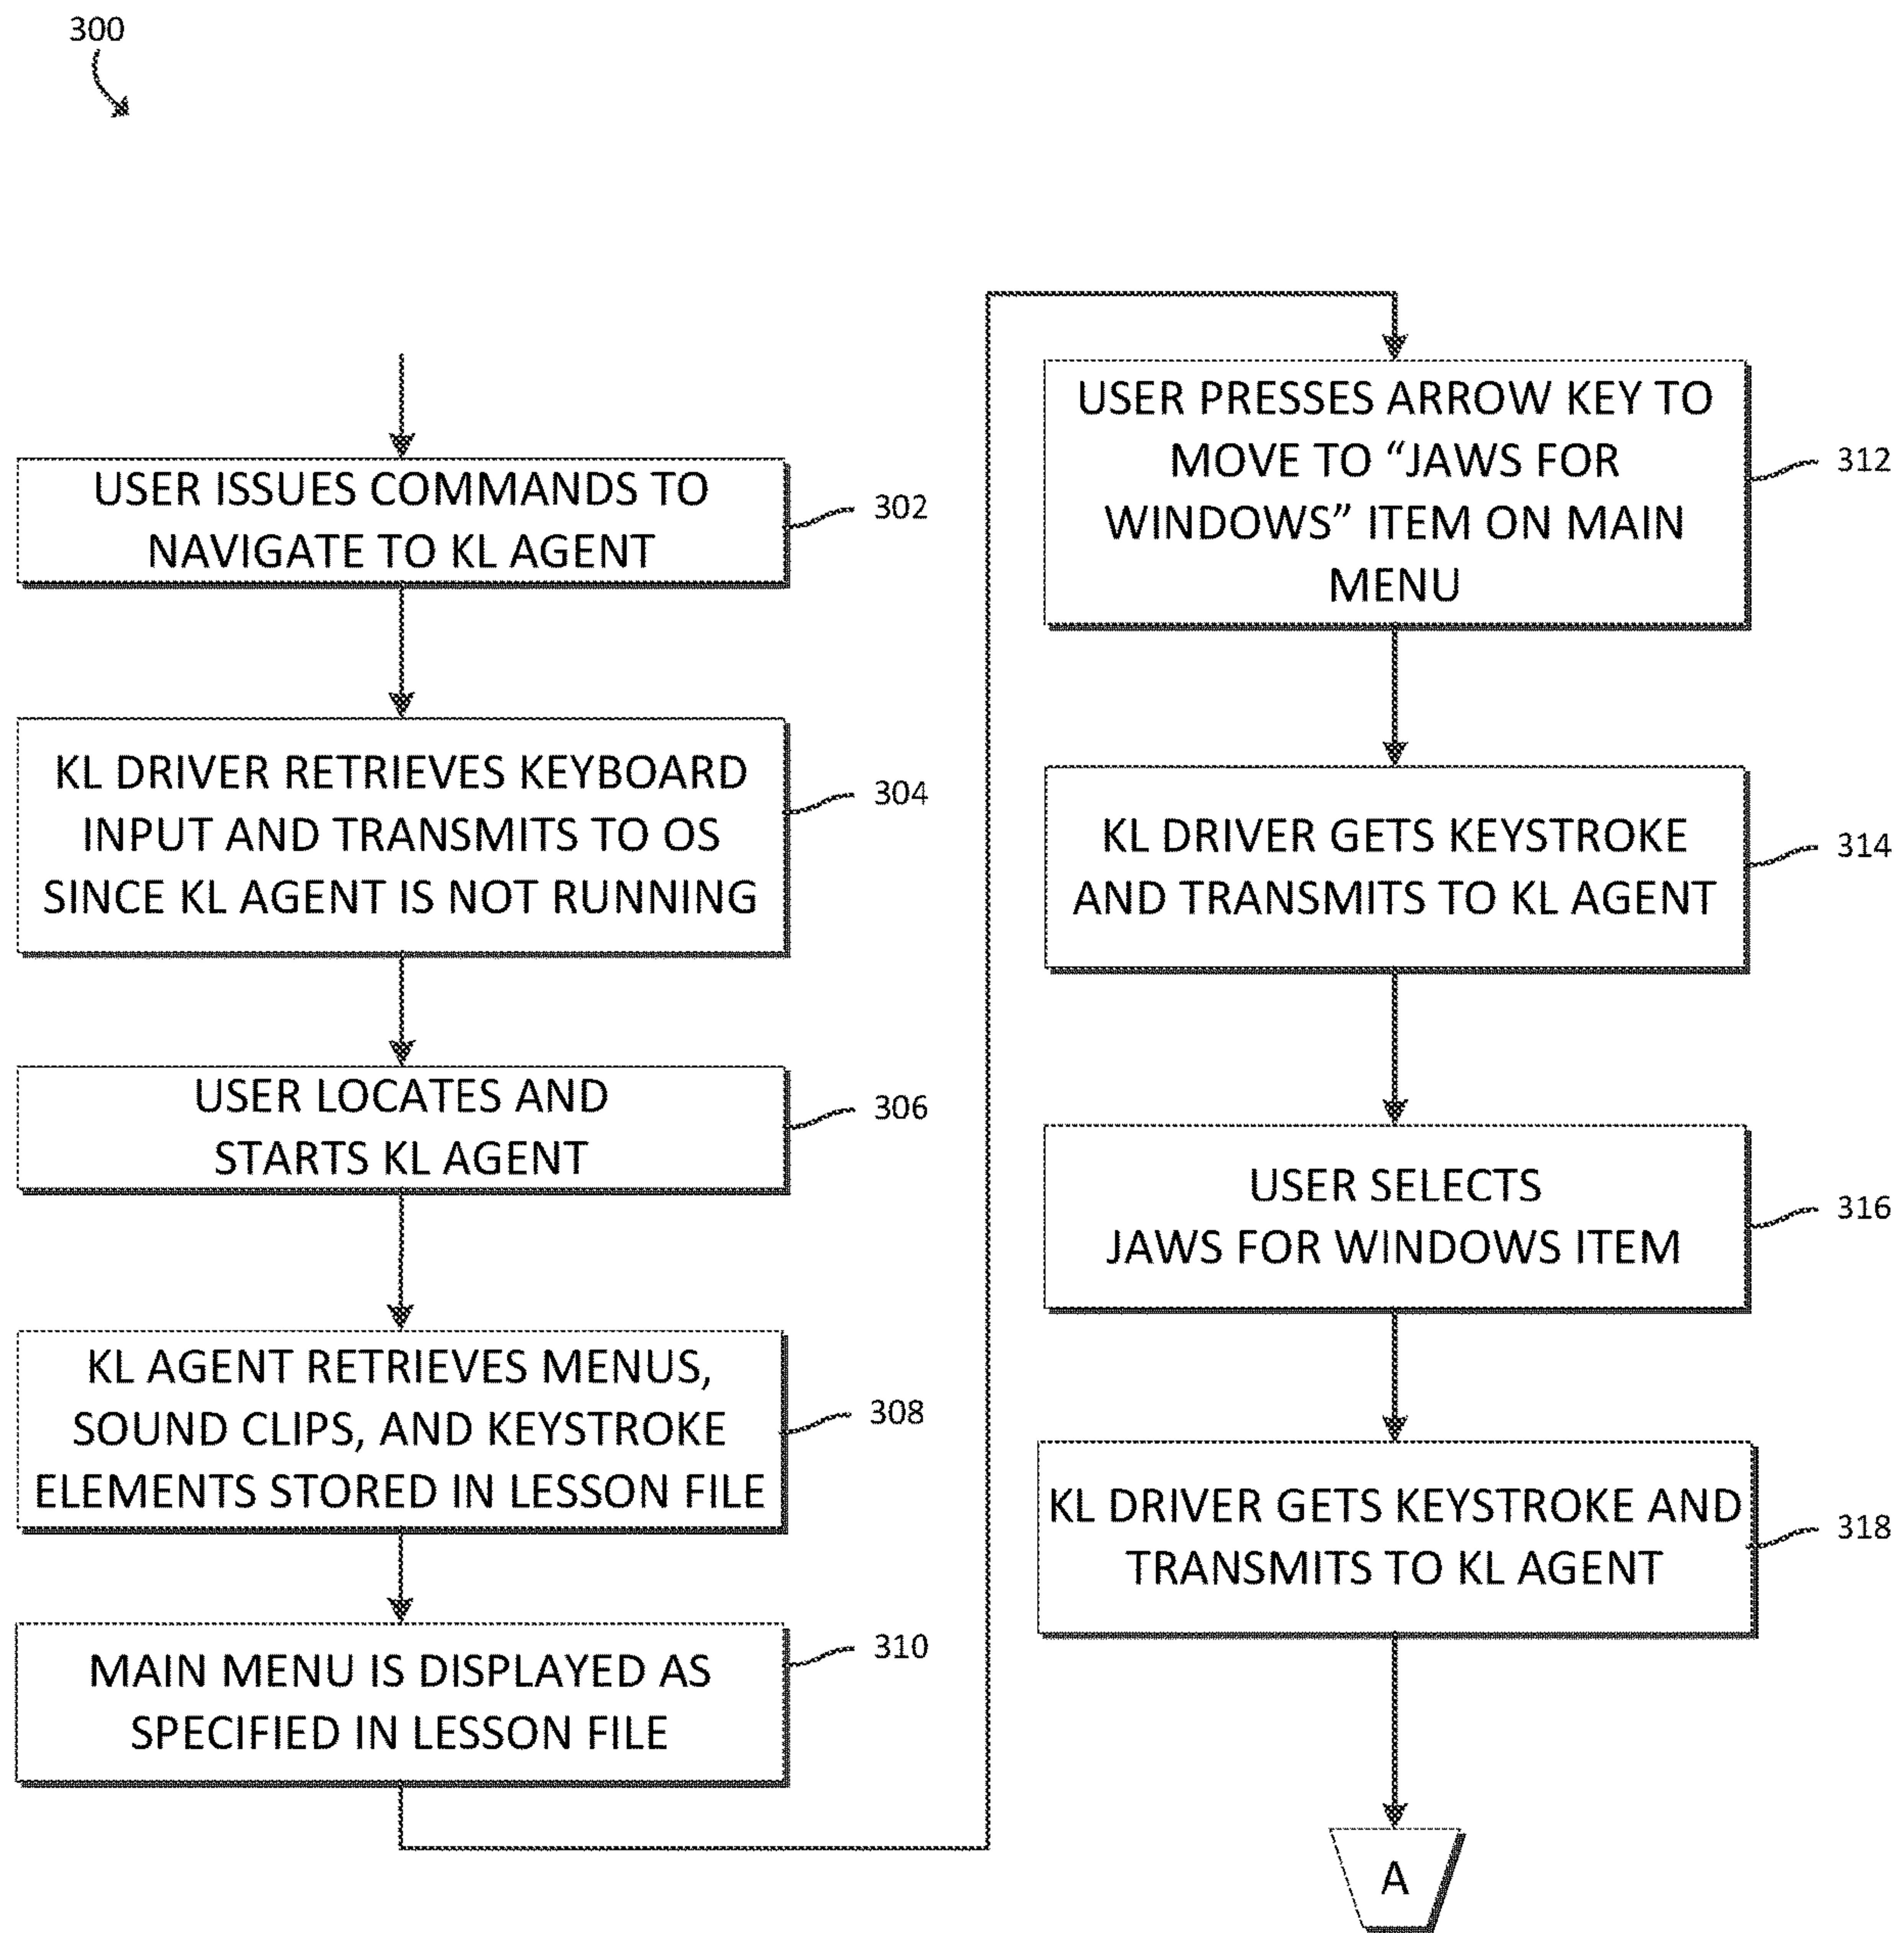 300
USER ISSUES COMMANDS TO
NAVIGATE TO KL AGENT
302
KL DRIVER RETRIEVES KEYBOARD
INPUT AND TRANSMITS TO OS
SINCE KL AGENT IS NOT RUNNING
304
USER LOCATES AND
STARTS KL AGENT
306
KL AGENT RETRIEVES MENUS,
SOUND CLIPS, AND KEYSTROKE
ELEMENTS STORED IN LESSON FILE
308
MAIN MENU IS DISPLAYED AS
SPECIFIED IN LESSON FILE
310
USER PRESSES ARROW KEY TO
MOVE TO “JAWS FOR
WINDOWS” ITEM ON MAIN
MENU
312
KL DRIVER GETS KEYSTROKE
AND TRANSMITS TO KL AGENT
314
USER SELECTS
JAWS FOR WINDOWS ITEM
316
KL DRIVER GETS KEYSTROKE AND
TRANSMITS TO KL AGENT
318
A